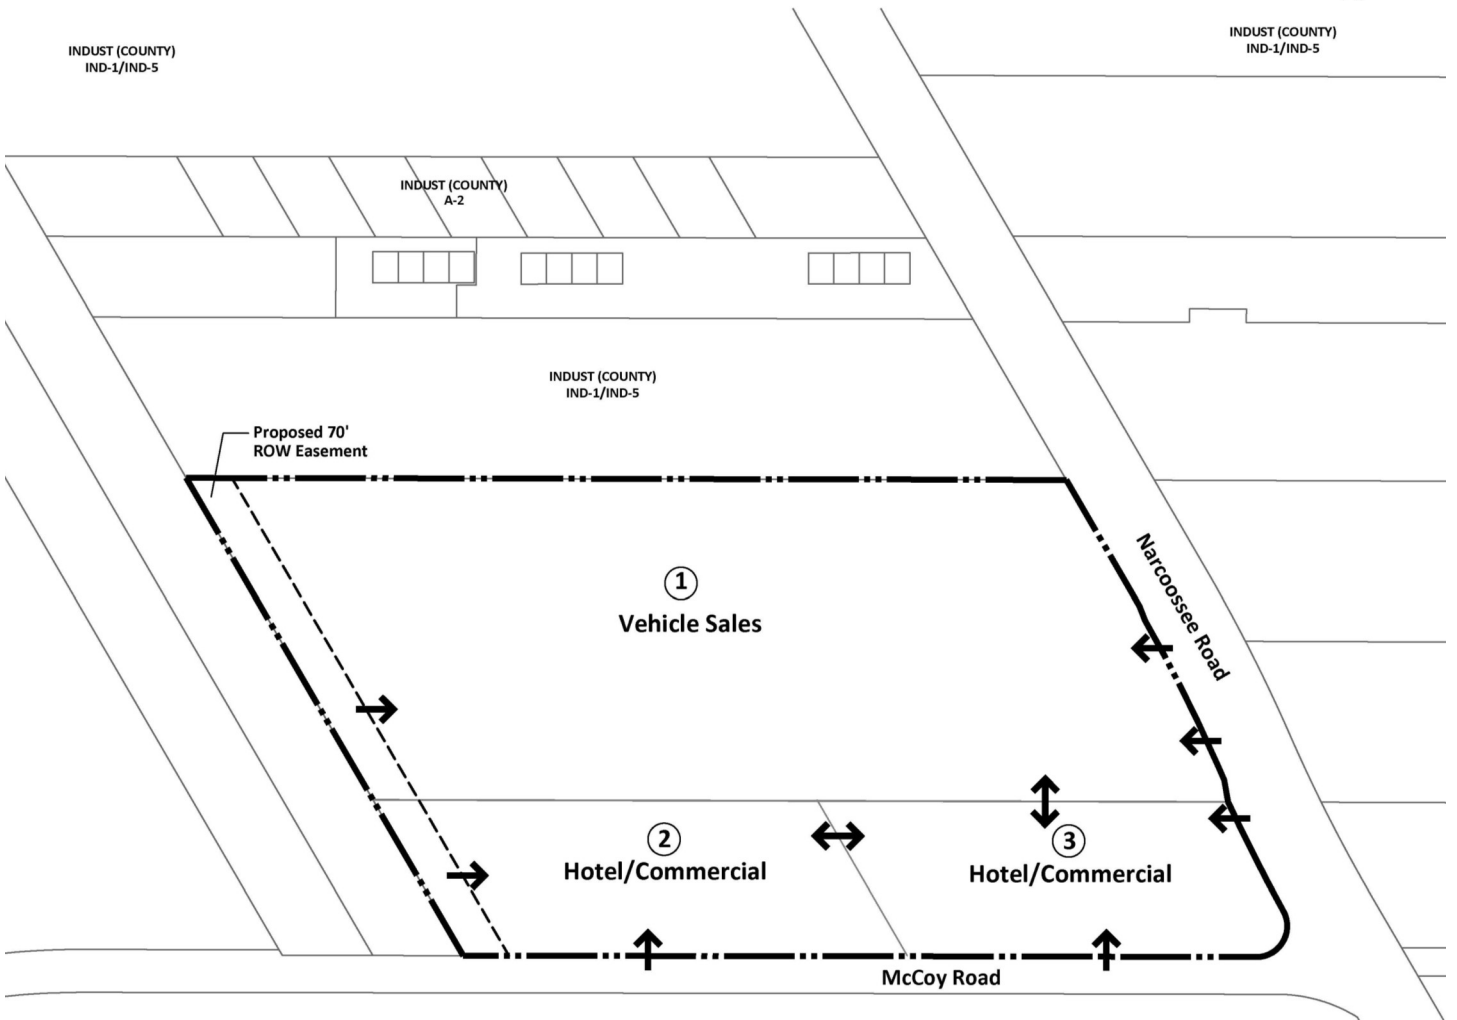 INDUST (COUNTY)
IND-1/IND-5
INDUST (COUNTY)
IND-1/IND-5
INDUST (COUNTY)
A-2
INDUST (COUNTY)
IND-1/IND-5
Proposed 70'
ROW Easement
1
Vehicle Sales
Narcoossee Road
2
Hotel/Commercial
3
Hotel/Commercial
McCoy Road